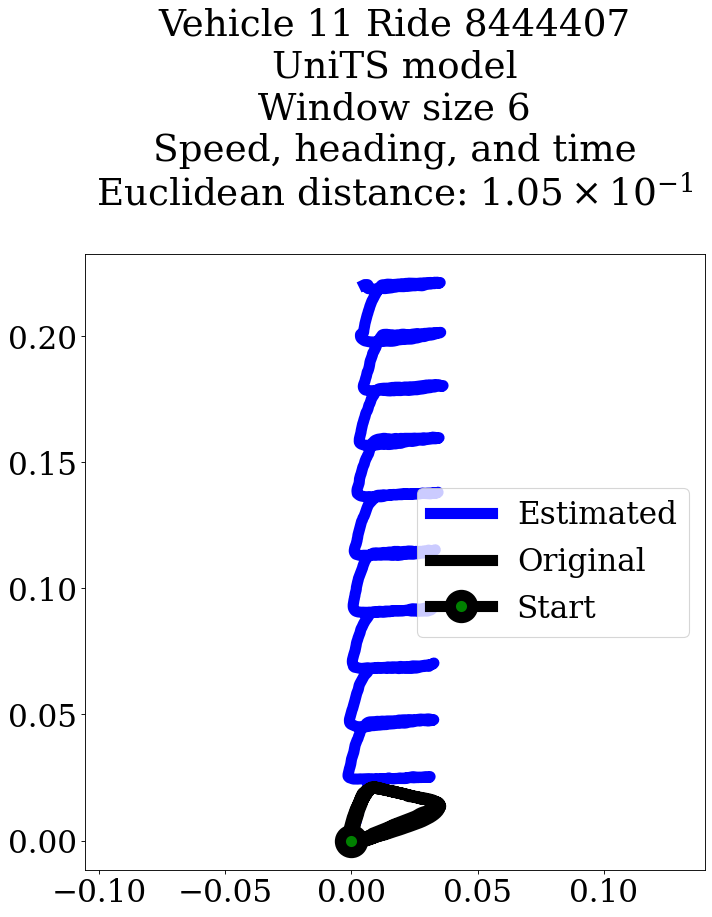 Vehicle 11 Ride 8444407
UniTS model
Window size 6
Speed, heading, and time
Euclidean distance: 1.05 × 10⁻¹
0.20
0.15
0.10
0.05
0.00
Estimated
Original
Start
−0.10 −0.05 0.00 0.05 0.10